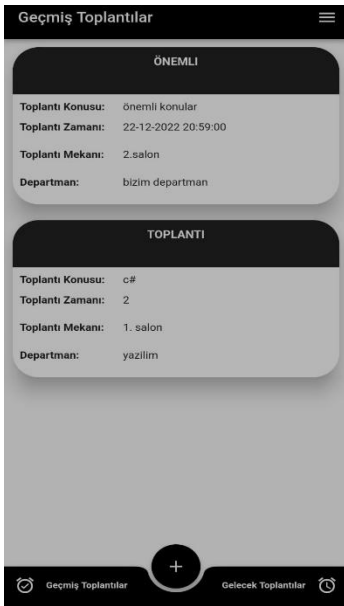 Geçmiş Toplantılar
ÖNEMLI
Toplantı Konusu: önemli konular
Toplantı Zamanı: 22-12-2022 20:59:00
Toplantı Mekanı: 2.salon
Departman: bizim departman
TOPLANTI
Toplantı Konusu: c#
Toplantı Zamanı: 2
Toplantı Mekanı: 1. salon
Departman: yazilim
+
Geçmiş Toplantılar Gelecek Toplantılar